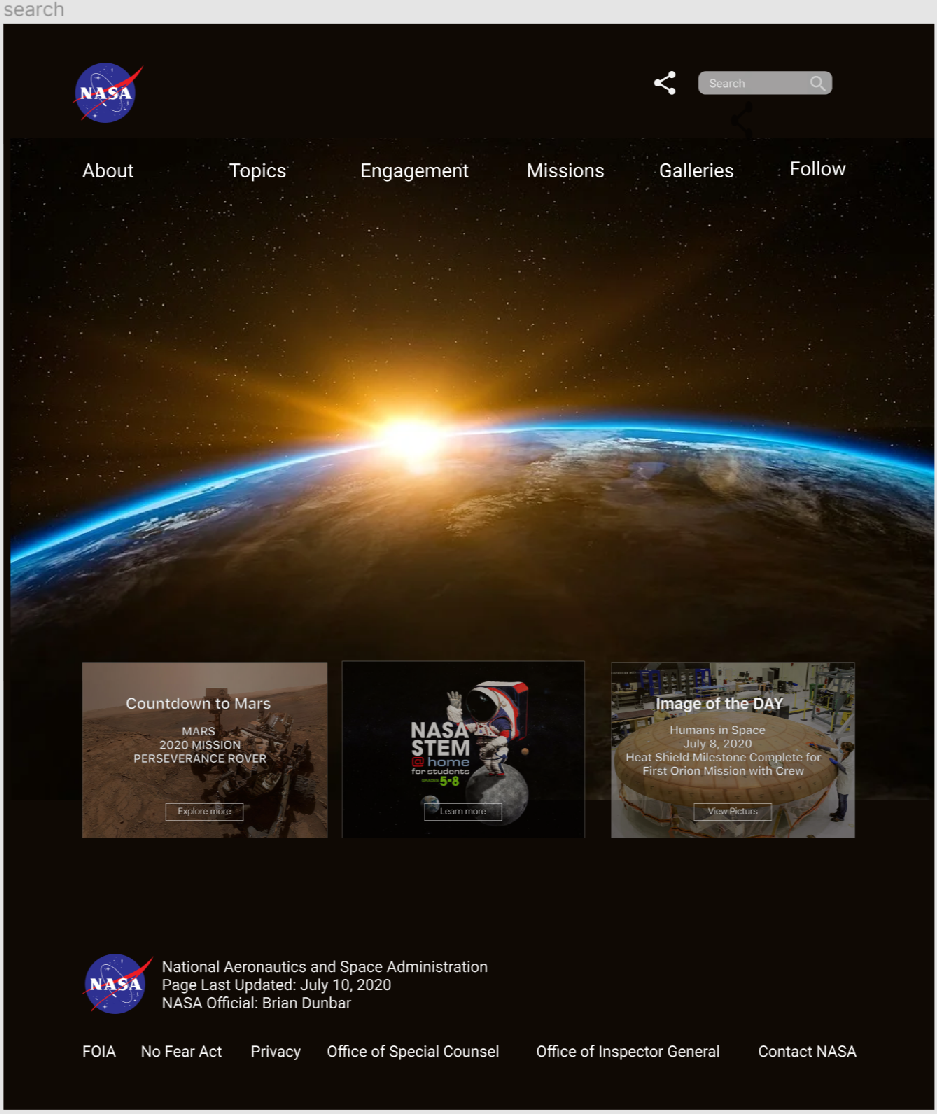 search
NASA
Search
About Topics Engagement Missions Galleries Follow
Countdown to Mars
MARS
2020 MISSION
PERSEVERANCE ROVER
Explore more
NASA
STEM
@ home
for students
5-8
Learn more
Image of the DAY
Humans in Space
July 8, 2020
Heat Shield Milestone Complete for
First Orion Mission with Crew
View Picture
NASA
National Aeronautics and Space Administration
Page Last Updated: July 10, 2020
NASA Official: Brian Dunbar
FOIA No Fear Act Privacy Office of Special Counsel Office of Inspector General Contact NASA